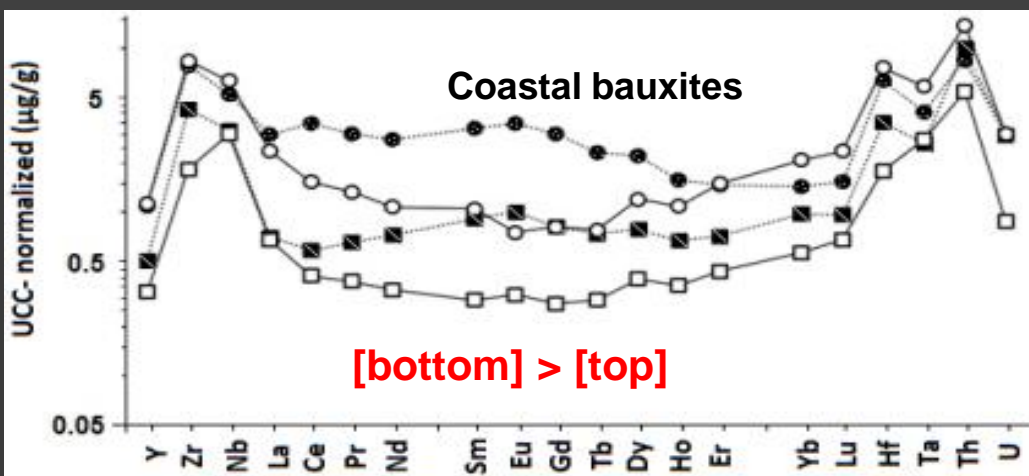 Coastal bauxites
UCC- normalized (µg/g)
5
0.5
0.05
[bottom] > [top]
Y Zr Nb La Ce Pr Nd Sm Eu Gd Tb Dy Ho Er Yb Lu Hf Ta Th U